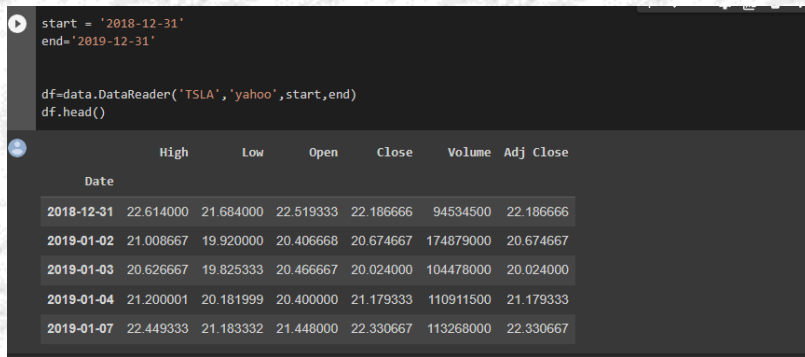 start = '2018-12-31'
end='2019-12-31'
df=data.DataReader('TSLA','yahoo',start,end)
df.head()
High Low Open Close Volume Adj Close
Date
2018-12-31 22.614000 21.684000 22.519333 22.186666 94534500 22.186666
2019-01-02 21.008667 19.920000 20.406668 20.674667 174879000 20.674667
2019-01-03 20.626667 19.825333 20.466667 20.024000 104478000 20.024000
2019-01-04 21.200001 20.181999 20.400000 21.179333 110911500 21.179333
2019-01-07 22.449333 21.183332 21.448000 22.330667 113268000 22.330667